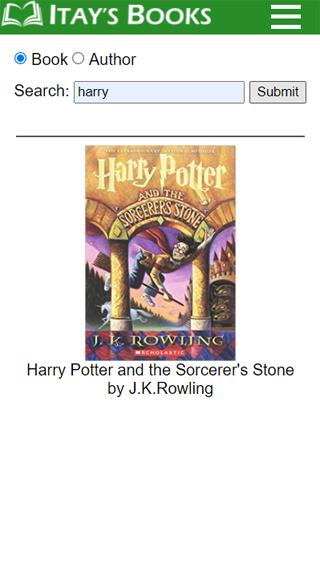 Itay's Books
Book Author
Search: harry Submit
Harry Potter
AND THE
SORCERER'S STONE
J. K. ROWLING
SCHOLASTIC
Harry Potter and the Sorcerer's Stone
by J.K.Rowling